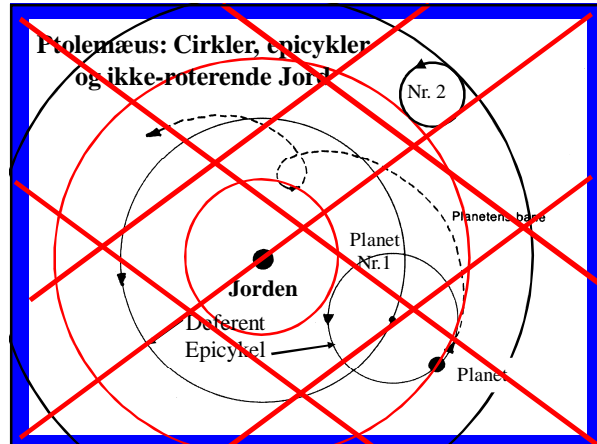 Ptolemæus: Cirkler, epicykler
og ikke-roterende Jord
Nr. 2
Planetens bane
Planet
Nr.1
Jorden
Deferent
Epicykel
Planet